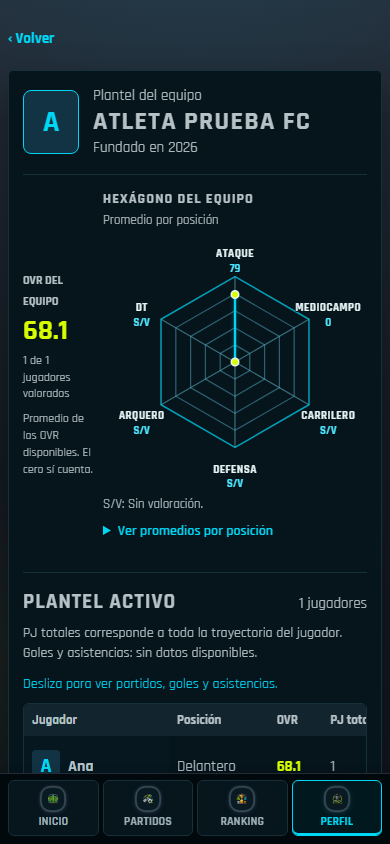 ‹ Volver
A
Plantel del equipo
ATLETA PRUEBA FC
Fundado en 2026
HEXÁGONO DEL EQUIPO
Promedio por posición
OVR DEL
EQUIPO
68.1
1 de 1
jugadores
valorados
Promedio de
los OVR
disponibles. El
cero sí cuenta.
ATAQUE
79
MEDIOCAMPO
0
CARRILERO
S/V
DEFENSA
S/V
ARQUERO
S/V
DT
S/V
S/V: Sin valoración.
▶ Ver promedios por posición
PLANTEL ACTIVO
1 jugadores
PJ totales corresponde a toda la trayectoria del jugador.
Goles y asistencias: sin datos disponibles.
Desliza para ver partidos, goles y asistencias.
Jugador Posición OVR PJ tota
A Ana Delantero 68.1 1
INICIO PARTIDOS RANKING PERFIL